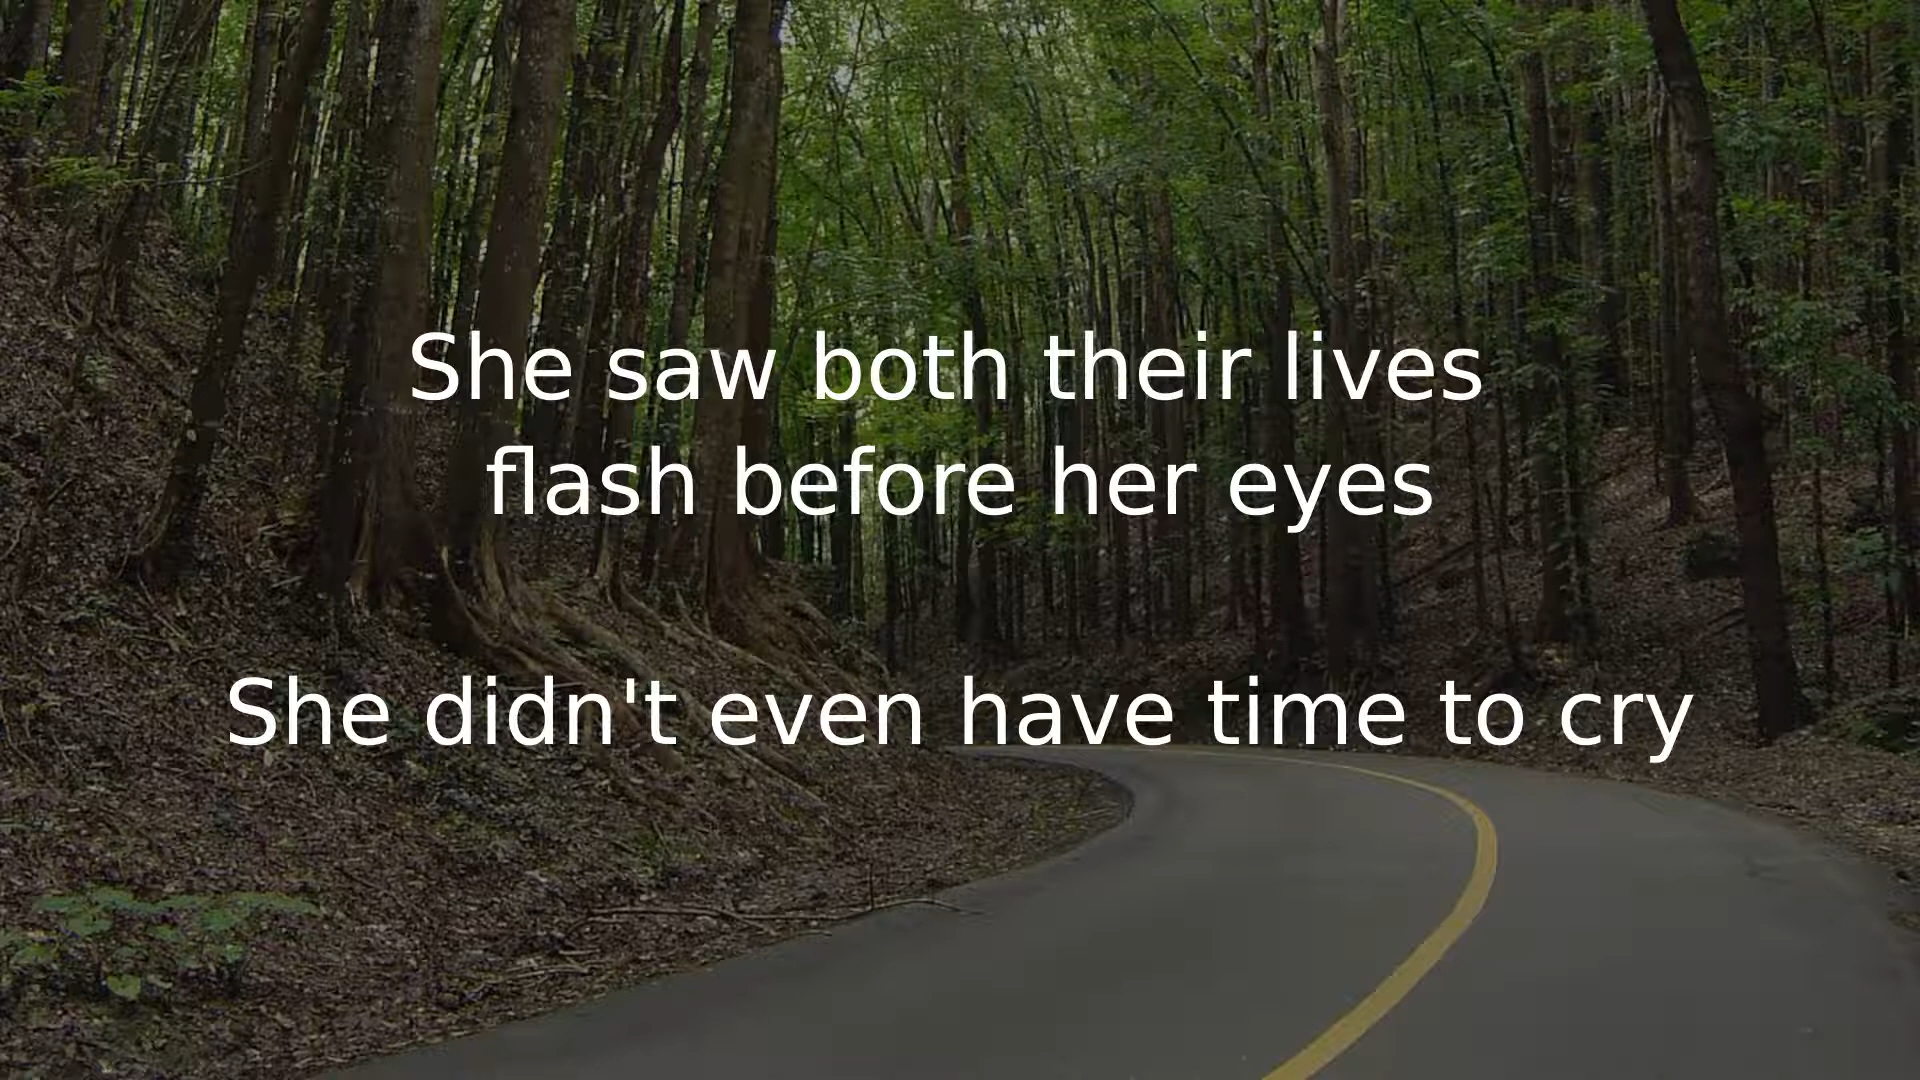 She saw both their lives
flash before her eyes
She didn't even have time to cry